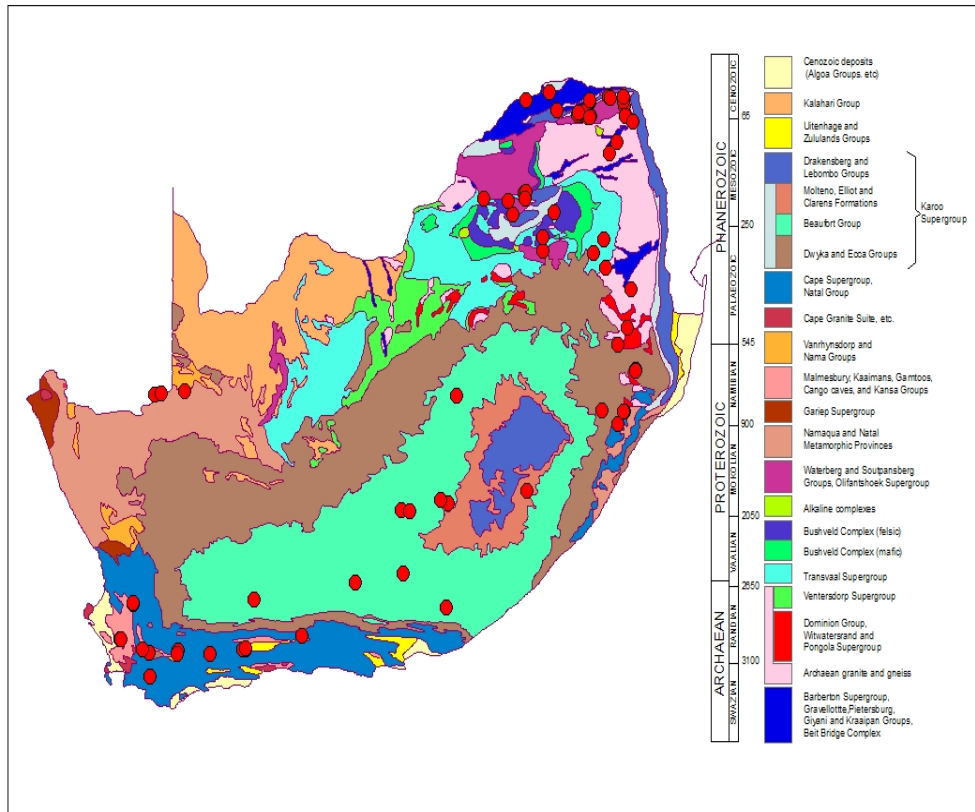 Cenozoic deposits
(Algoa Groups. etc)
Kalahari Group
Uitenhage and
Zululands Groups
Drakensberg and
Lebombo Groups
Molteno, Elliot and
Clarens Formations
Beaufort Group
Dwyka and Ecca Groups
Karoo
Supergroup
Cape Supergroup,
Natal Group
Cape Granite Suite, etc.
Vanrhynsdorp and
Nama Groups
Malmesbury, Kaaimans, Gamtoos,
Cango caves, and Kansa Groups
Gariep Supergroup
Namaqua and Natal
Metamorphic Provinces
Waterberg and Soutpansberg
Groups, Olifantshoek Supergroup
Alkaline complexes
Bushveld Complex (felsic)
Bushveld Complex (mafic)
Transvaal Supergroup
Ventersdorp Supergroup
Dominion Group,
Witwatersrand and
Pongola Supergroup
Archaean granite and gneiss
Barberton Supergroup,
Gravellottte,Pietersburg,
Giyani and Kraaipan Groups,
Beit Bridge Complex
PHANEROZOIC
PROTEROZOIC
ARCHAEAN
CENOZOIC
MESOZOIC
PALAEOZOIC
NAMIBIAN
MOKOLIAN
VAALIAN
RANDIAN
SWAZIAN
65
250
545
900
2050
2850
3100